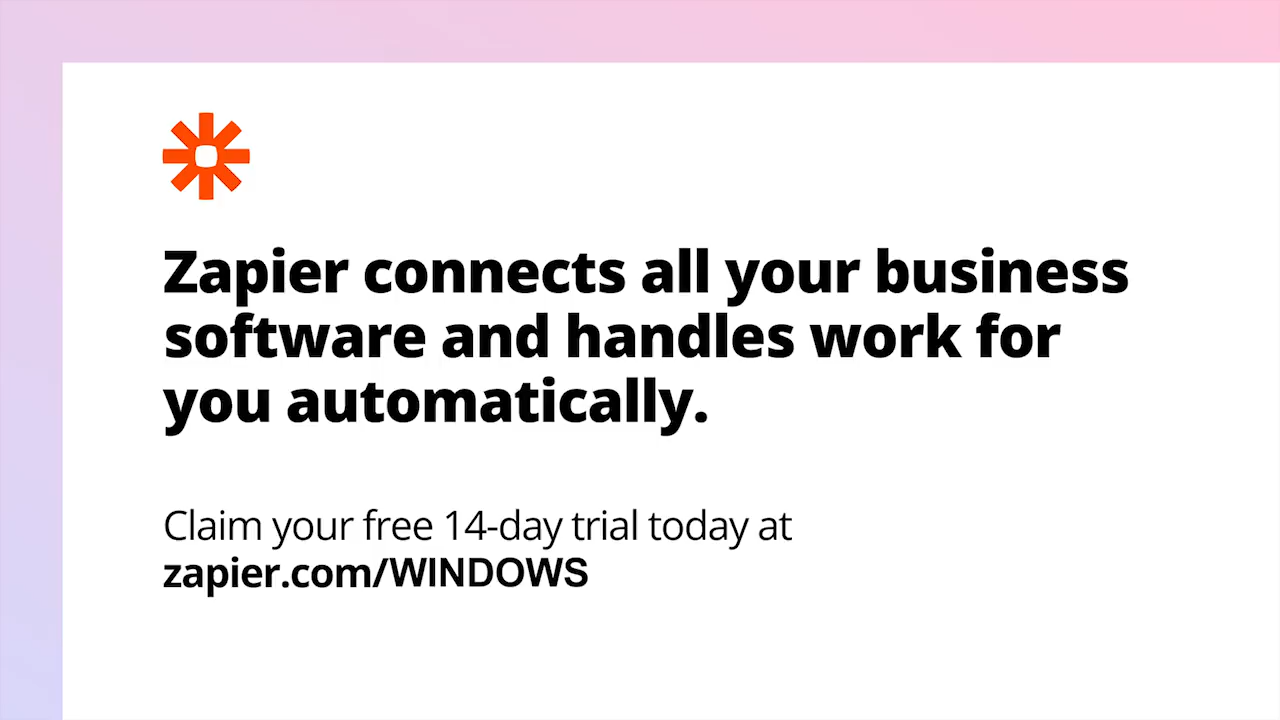 Zapier connects all your business
software and handles work for
you automatically.
Claim your free 14-day trial today at
zapier.com/WINDOWS